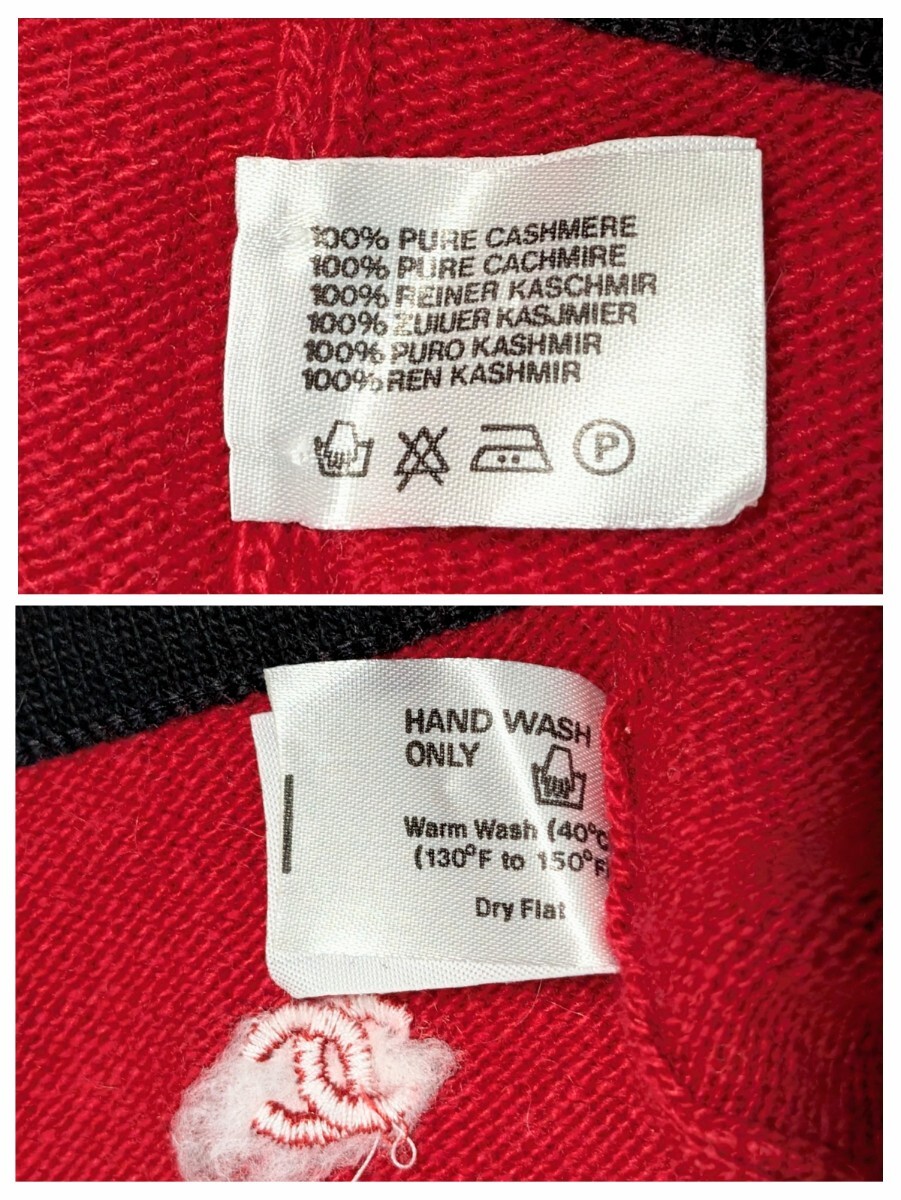 100% PURE CASHMERE
100% PURE CACHMIRE
100% REINER KASCHMIR
100% ZUIUER KASJMIER
100% PURO KASHMIR
100% REN KASHMIR
P
HAND WASH
ONLY
Warm Wash (40°C
(130°F to 150°F)
Dry Flat